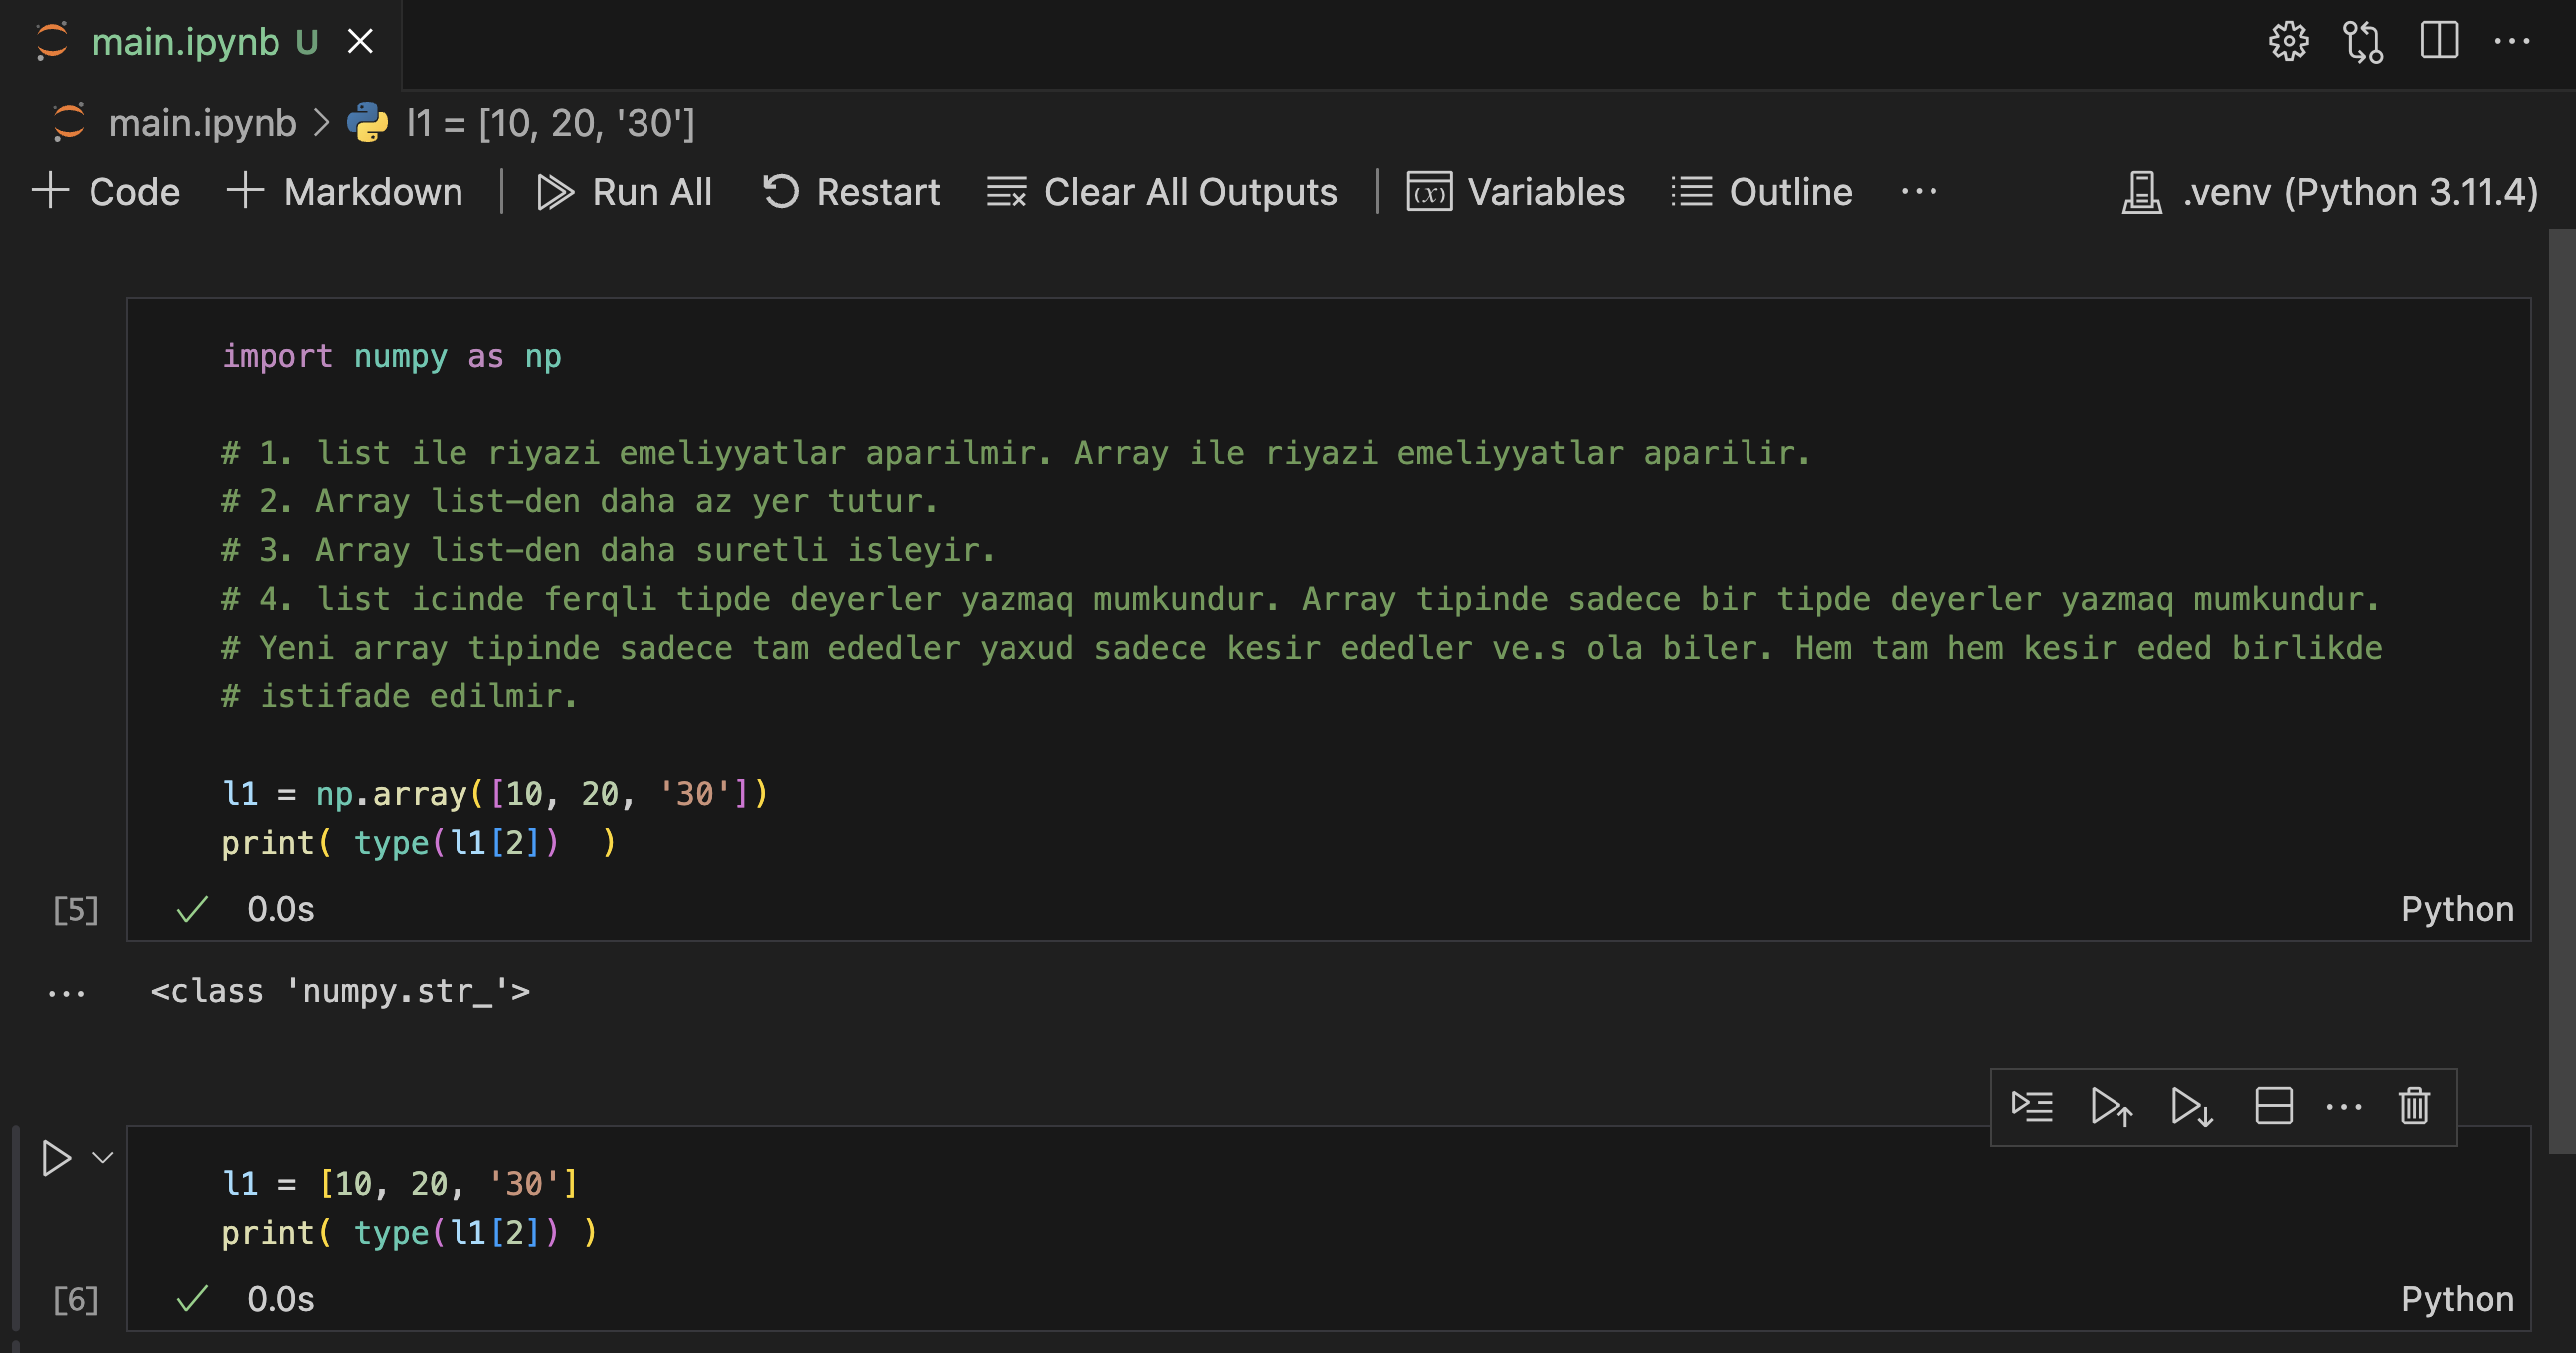 main.ipynb U
main.ipynb > l1 = [10, 20, '30']
+ Code + Markdown | Run All Restart Clear All Outputs | Variables Outline ... .venv (Python 3.11.4)
import numpy as np
# 1. list ile riyazi emeliyyatlar aparilmir. Array ile riyazi emeliyyatlar aparilir.
# 2. Array list-den daha az yer tutur.
# 3. Array list-den daha suretli isleyir.
# 4. list icinde ferqli tipde deyerler yazmaq mumkundur. Array tipinde sadece bir tipde deyerler yazmaq mumkundur.
# Yeni array tipinde sadece tam ededler yaxud sadece kesir ededler ve.s ola biler. Hem tam hem kesir eded birlikde
# istifade edilmir.
l1 = np.array([10, 20, '30'])
print( type(l1[2])  )
[5] 0.0s Python
... <class 'numpy.str_'>
l1 = [10, 20, '30']
print( type(l1[2]) )
[6] 0.0s Python